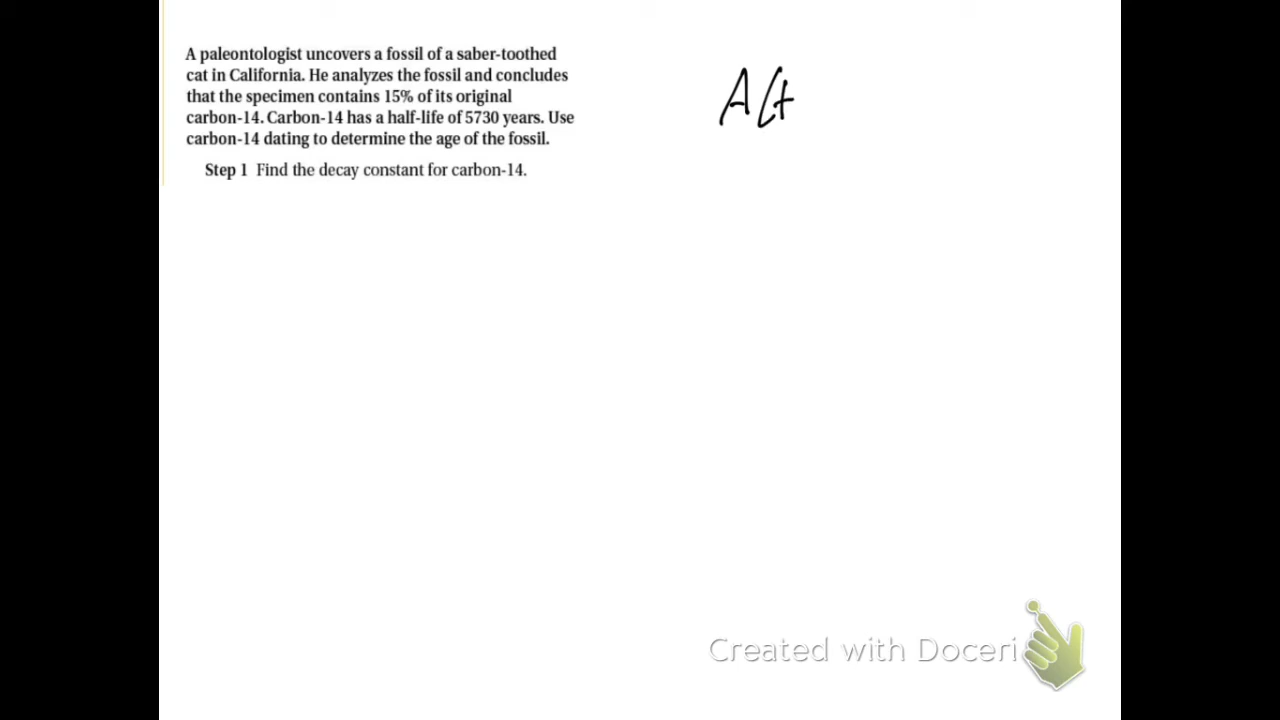 A paleontologist uncovers a fossil of a saber-toothed
cat in California. He analyzes the fossil and concludes
that the specimen contains 15% of its original
carbon-14. Carbon-14 has a half-life of 5730 years. Use
carbon-14 dating to determine the age of the fossil.
Step 1 Find the decay constant for carbon-14.
A(t
Created with Doceri